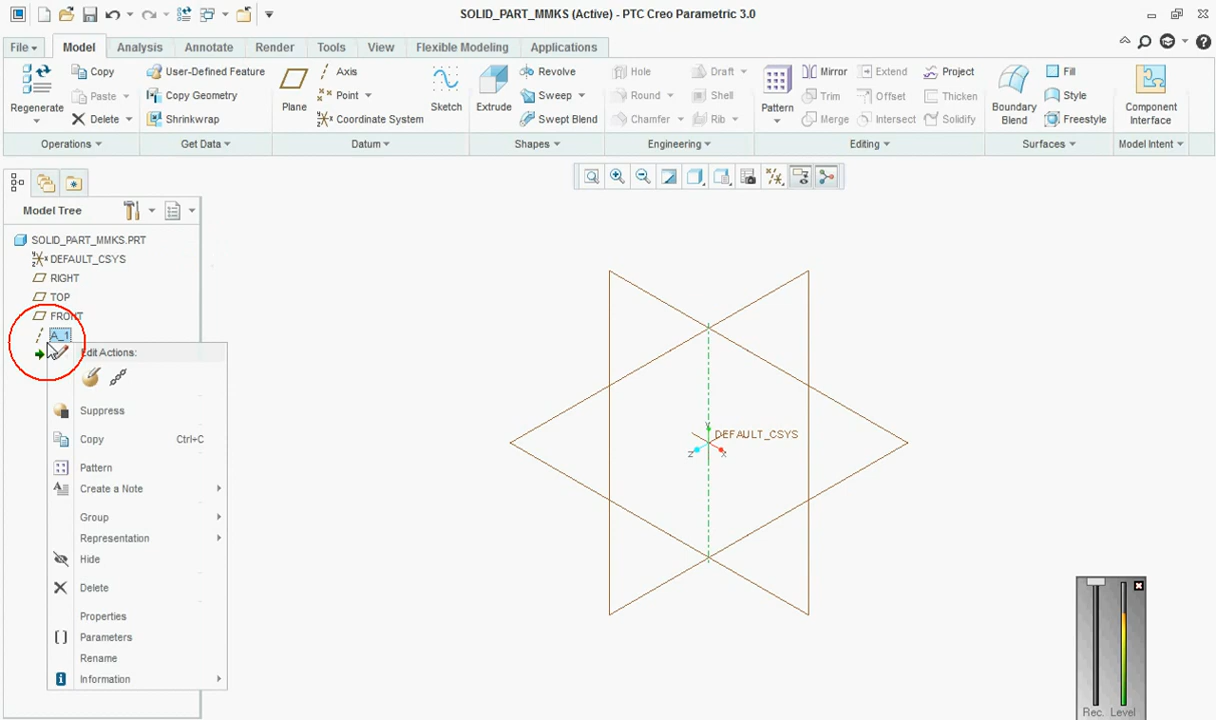 SOLID_PART_MMKS (Active) - PTC Creo Parametric 3.0
File Model Analysis Annotate Render Tools View Flexible Modeling Applications
Regenerate
Copy
Paste
Delete
Operations
User-Defined Feature
Copy Geometry
Shrinkwrap
Get Data
Plane
Axis
Point
Coordinate System
Datum
Sketch
Extrude
Revolve
Sweep
Swept Blend
Shapes
Hole
Round
Chamfer
Draft
Shell
Rib
Engineering
Pattern
Mirror
Trim
Merge
Extend
Offset
Intersect
Project
Thicken
Solidify
Editing
Boundary
Blend
Fill
Style
Freestyle
Surfaces
Component
Interface
Model Intent
Model Tree
SOLID_PART_MMKS.PRT
DEFAULT_CSYS
RIGHT
TOP
FRONT
A_1
Edit Actions:
Suppress
Copy Ctrl+C
Pattern
Create a Note
Group
Representation
Hide
Delete
Properties
Parameters
Rename
Information
Y
DEFAULT_CSYS
Z X
Rec. Level